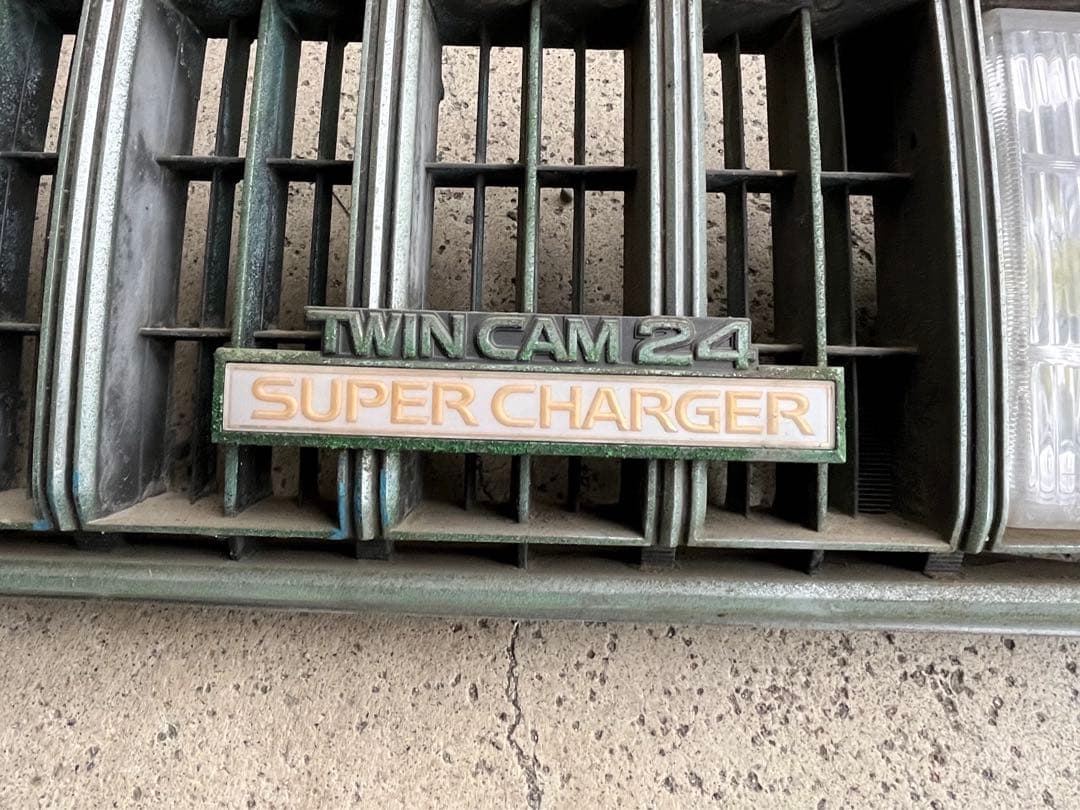 TWIN CAM 24
SUPER CHARGER